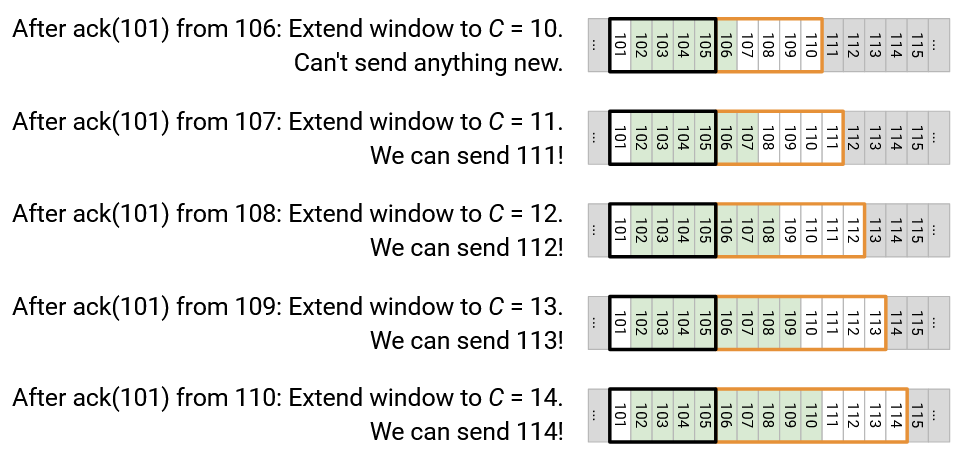 After ack(101) from 106: Extend window to C = 10.
Can't send anything new.
... 101 102 103 104 105 106 107 108 109 110 111 112 113 114 115 ...
After ack(101) from 107: Extend window to C = 11.
We can send 111!
... 101 102 103 104 105 106 107 108 109 110 111 112 113 114 115 ...
After ack(101) from 108: Extend window to C = 12.
We can send 112!
... 101 102 103 104 105 106 107 108 109 110 111 112 113 114 115 ...
After ack(101) from 109: Extend window to C = 13.
We can send 113!
... 101 102 103 104 105 106 107 108 109 110 111 112 113 114 115 ...
After ack(101) from 110: Extend window to C = 14.
We can send 114!
... 101 102 103 104 105 106 107 108 109 110 111 112 113 114 115 ...